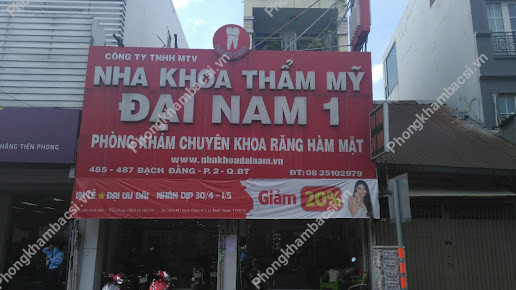 CÔNG TY TNHH MTV
NHA KHOA THẨM MỸ
ĐẠI NAM 1
PHÒNG KHÁM CHUYÊN KHOA RĂNG HÀM MẶT
www.nhakhoadainam.vn
485 - 487 BẠCH ĐẰNG - P. 2 - Q.BT ĐT: 08 35102979
ĐẠI ƯU ĐÃI NHÂN DỊP 30/4 - 1/5
Giảm 20%
HÀNG TIÊN PHONG
Phongkhambacsi.vn
Phongkhambacsi.vn
Phongkhambacsi.vn
Phongkhambacsi.vn
Phongkhambacsi.vn